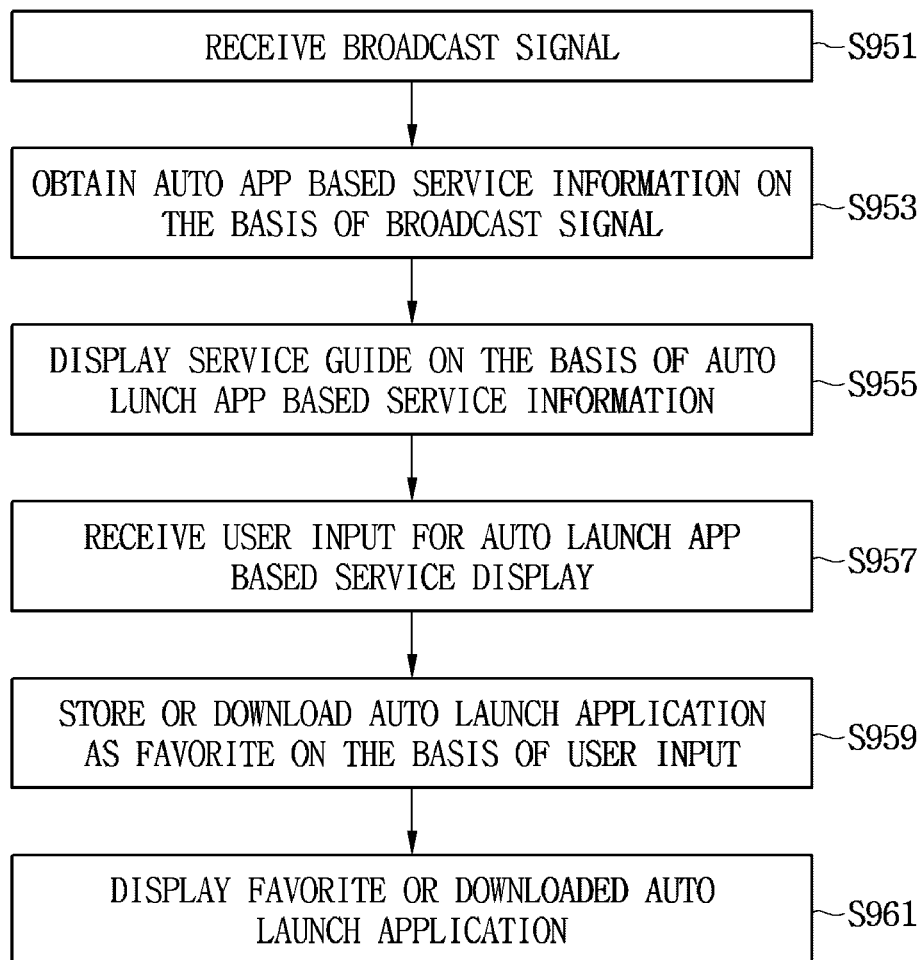 RECEIVE BROADCAST SIGNAL
S951
OBTAIN AUTO APP BASED SERVICE INFORMATION ON
THE BASIS OF BROADCAST SIGNAL
S953
DISPLAY SERVICE GUIDE ON THE BASIS OF AUTO
LUNCH APP BASED SERVICE INFORMATION
S955
RECEIVE USER INPUT FOR AUTO LAUNCH APP
BASED SERVICE DISPLAY
S957
STORE OR DOWNLOAD AUTO LAUNCH APPLICATION
AS FAVORITE ON THE BASIS OF USER INPUT
S959
DISPLAY FAVORITE OR DOWNLOADED AUTO
LAUNCH APPLICATION
S961